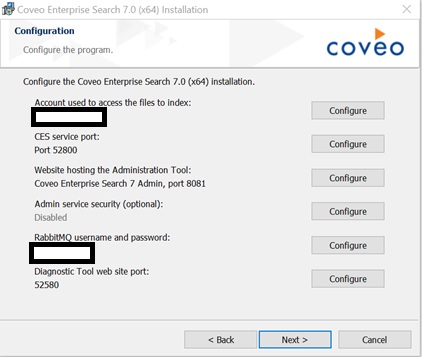 Coveo Enterprise Search 7.0 (x64) Installation
Configuration
Configure the program.
coveo
Configure the Coveo Enterprise Search 7.0 (x64) installation.
Account used to access the files to index:
Configure
CES service port:
Port 52800
Configure
Website hosting the Administration Tool:
Coveo Enterprise Search 7 Admin, port 8081
Configure
Admin service security (optional):
Disabled
Configure
RabbitMQ username and password:
Configure
Diagnostic Tool web site port:
52580
Configure
< Back
Next >
Cancel